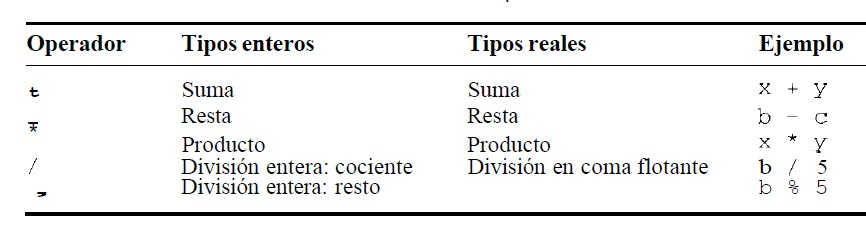 Operador Tipos enteros Tipos reales Ejemplo
Suma Suma x + y
Resta Resta b - c
* Producto Producto x * y
/ División entera: cociente División en coma flotante b / 5
División entera: resto b % 5